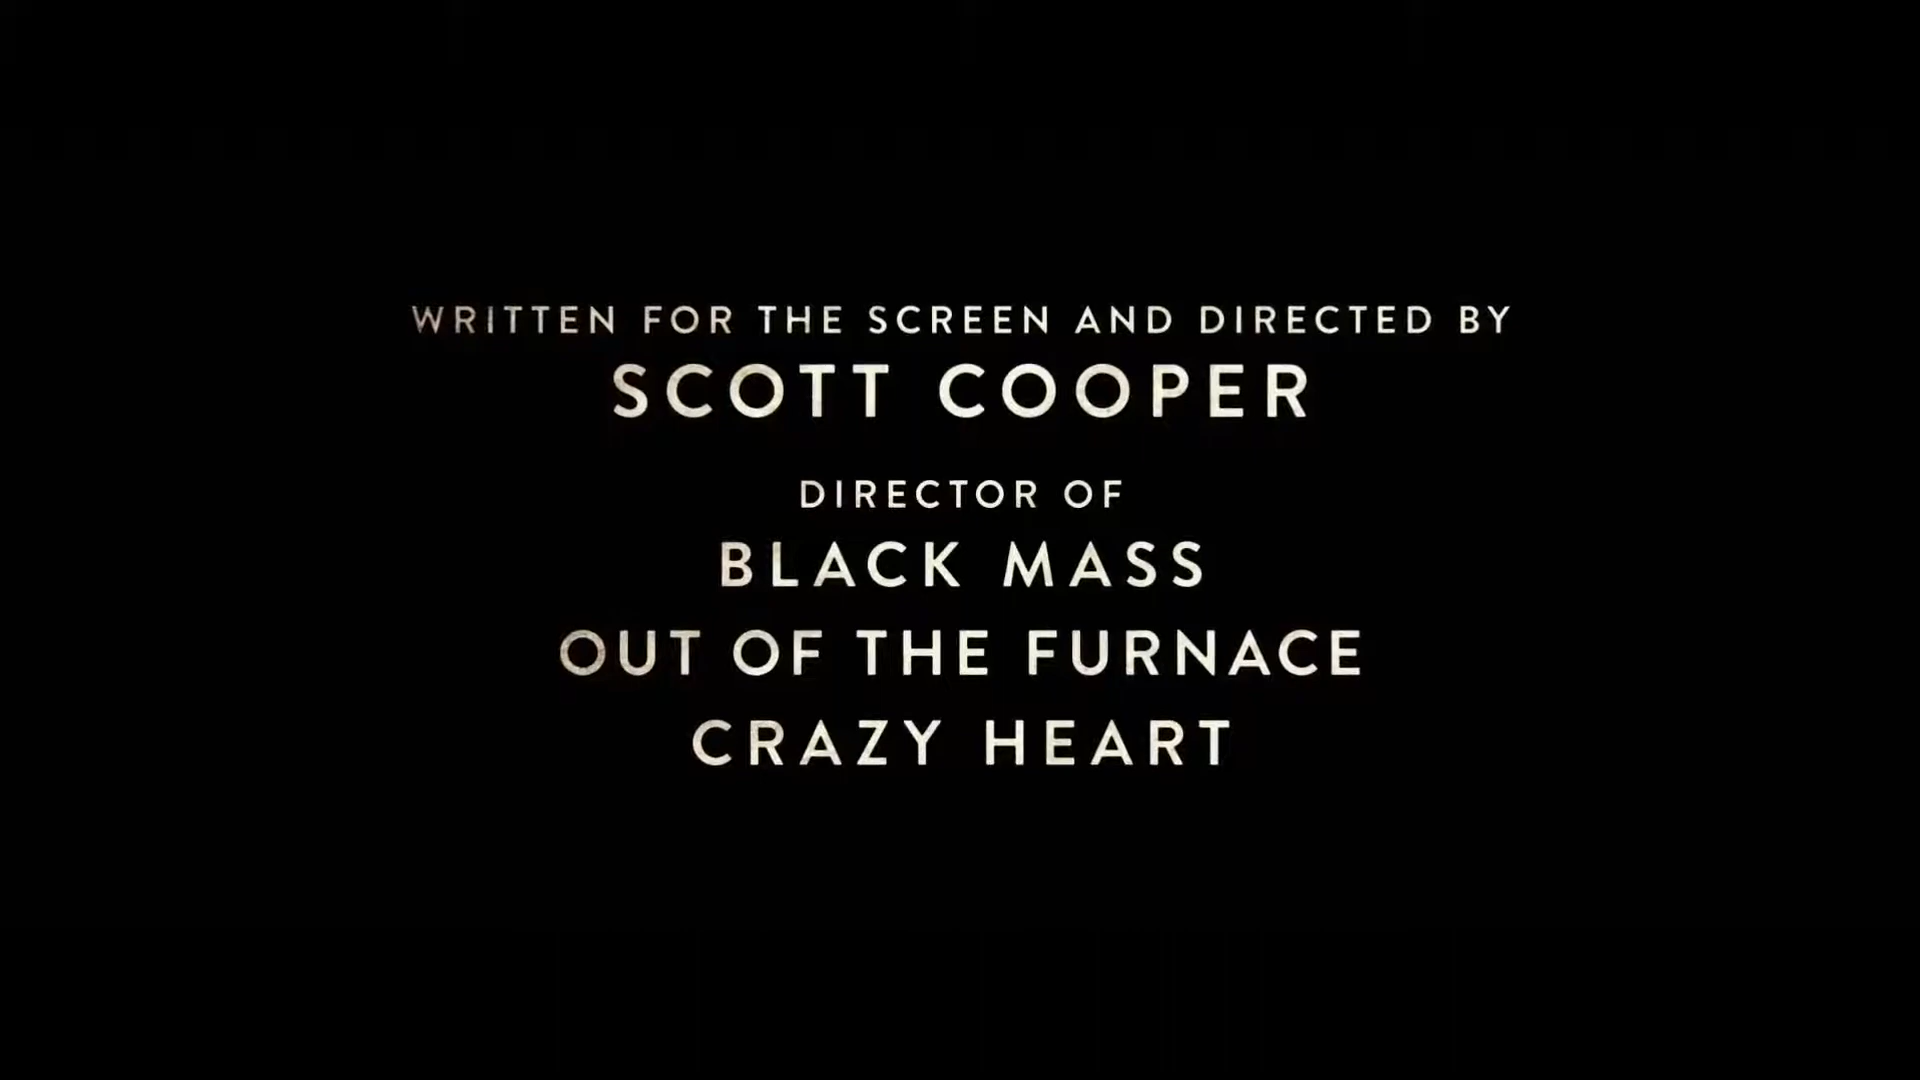 WRITTEN FOR THE SCREEN AND DIRECTED BY
SCOTT COOPER
DIRECTOR OF
BLACK MASS
OUT OF THE FURNACE
CRAZY HEART